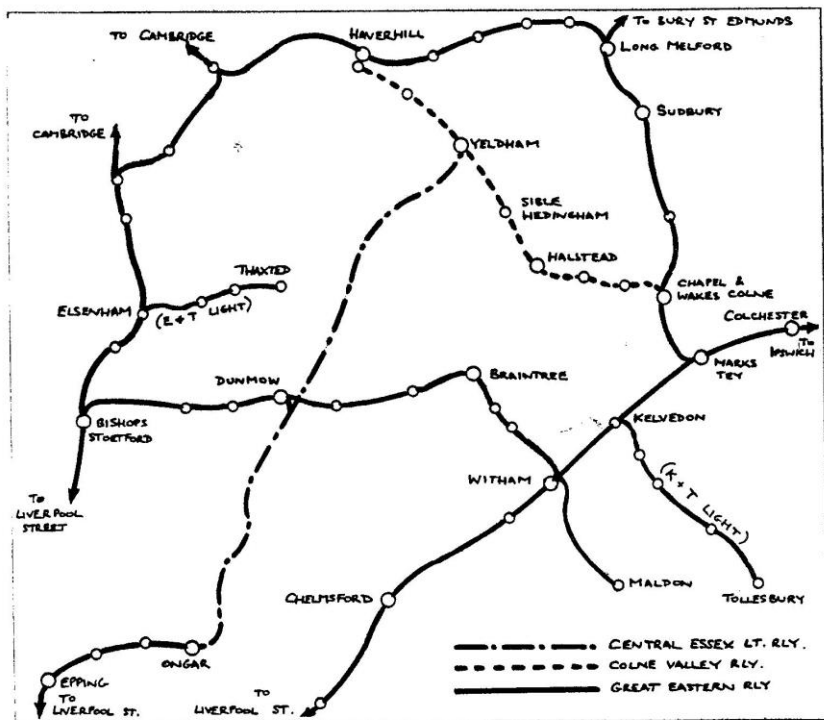 TO BURY ST EDMUNDS
TO CAMBRIDGE
HAVERHILL
LONG MELFORD
SUDBURY
TO
CAMBRIDGE
YELDHAM
SIBLE
HEDINGHAM
HALSTEAD
THAXTED
CHAPEL &
WAKES COLNE
ELSENHAM
(E & T LIGHT)
COLCHESTER
TO
IPSWICH
MARKS
TEY
DUNMOW
BRAINTREE
BISHOPS
STORTFORD
KELVEDON
WITHAM
(K & T LIGHT)
TO
LIVERPOOL
STREET
CHELMSFORD
MALDON
TOLLESBURY
ONGAR
EPPING
TO
LIVERPOOL ST.
TO
LIVERPOOL ST.
CENTRAL ESSEX LT. RLY.
COLNE VALLEY RLY.
GREAT EASTERN RLY